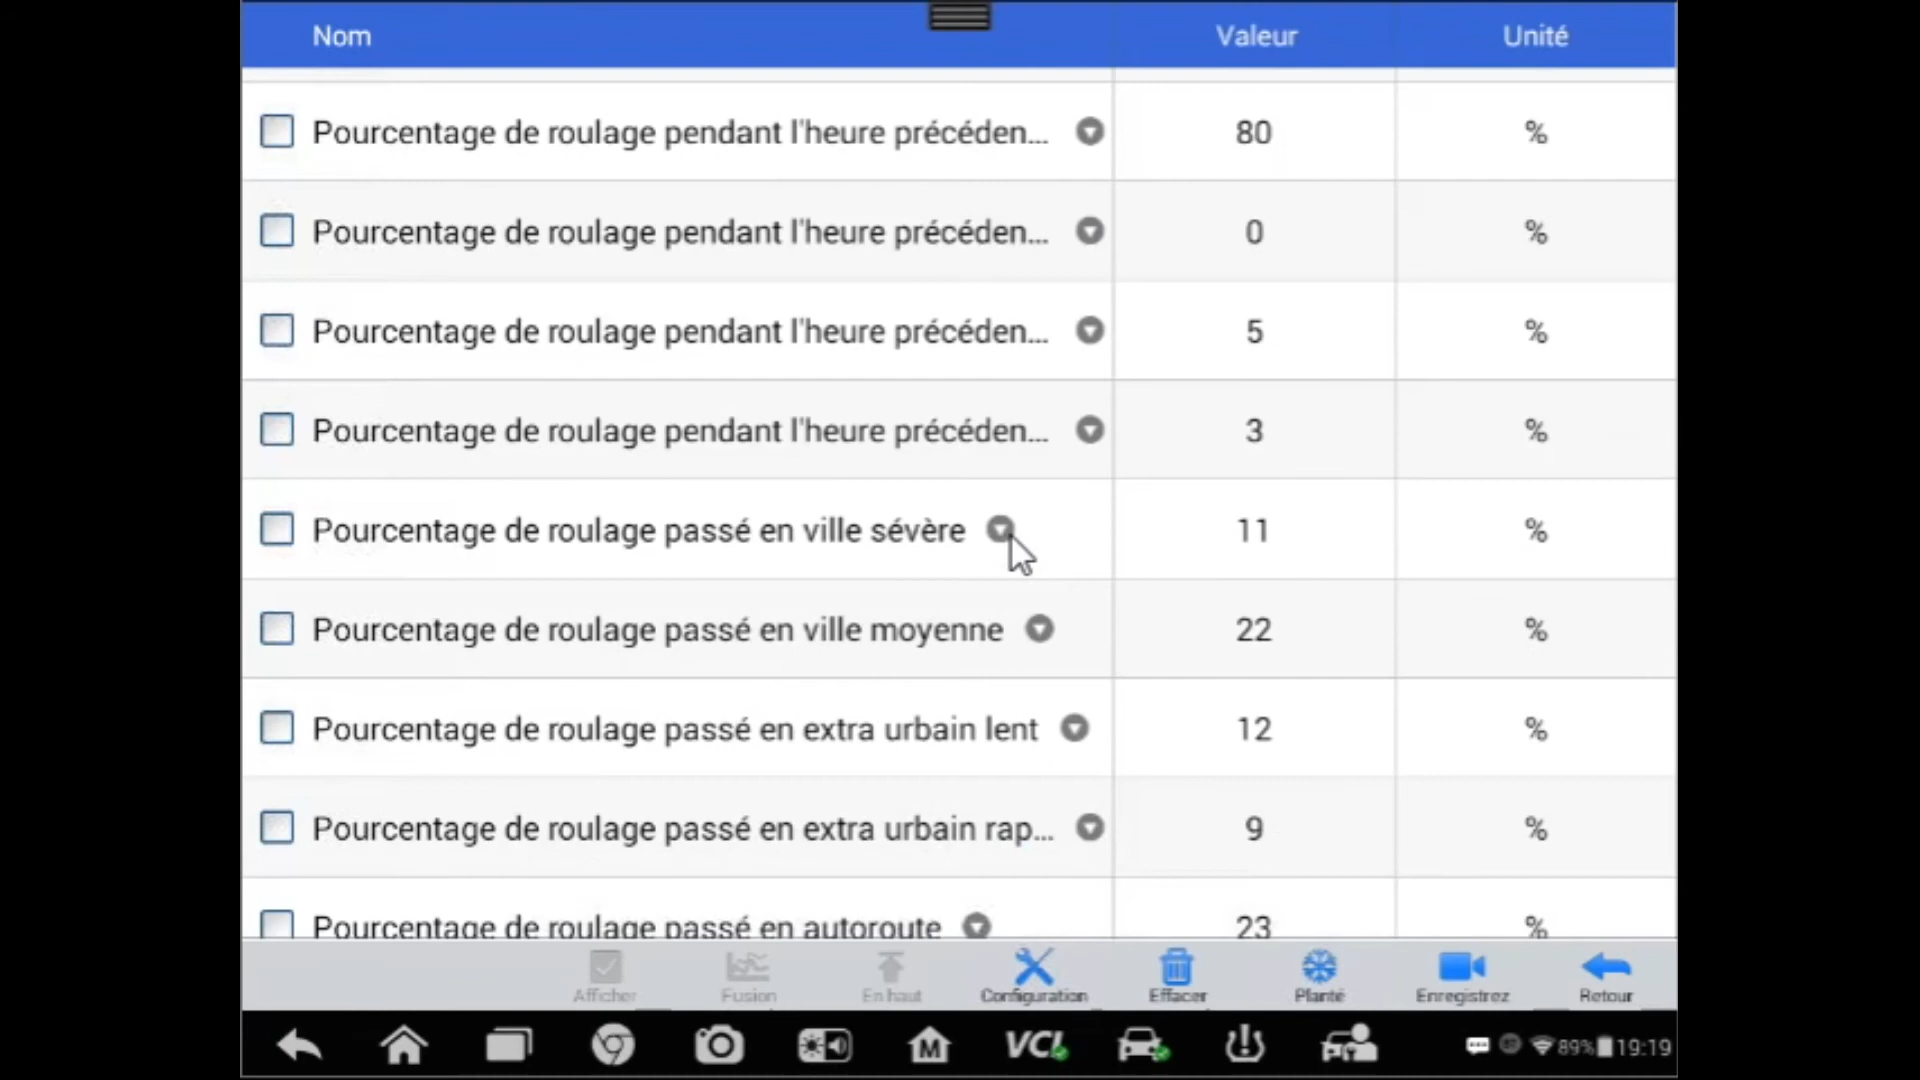 Nom Valeur Unité
Pourcentage de roulage pendant l'heure précéden... 80 %
Pourcentage de roulage pendant l'heure précéden... 0 %
Pourcentage de roulage pendant l'heure précéden... 5 %
Pourcentage de roulage pendant l'heure précéden... 3 %
Pourcentage de roulage passé en ville sévère 11 %
Pourcentage de roulage passé en ville moyenne 22 %
Pourcentage de roulage passé en extra urbain lent 12 %
Pourcentage de roulage passé en extra urbain rap... 9 %
Pourcentage de roulage passé en autoroute 23 %
Afficher Fusion En haut Configuration Effacer Planté Enregistrez Retour
M VCI 89% 19:19